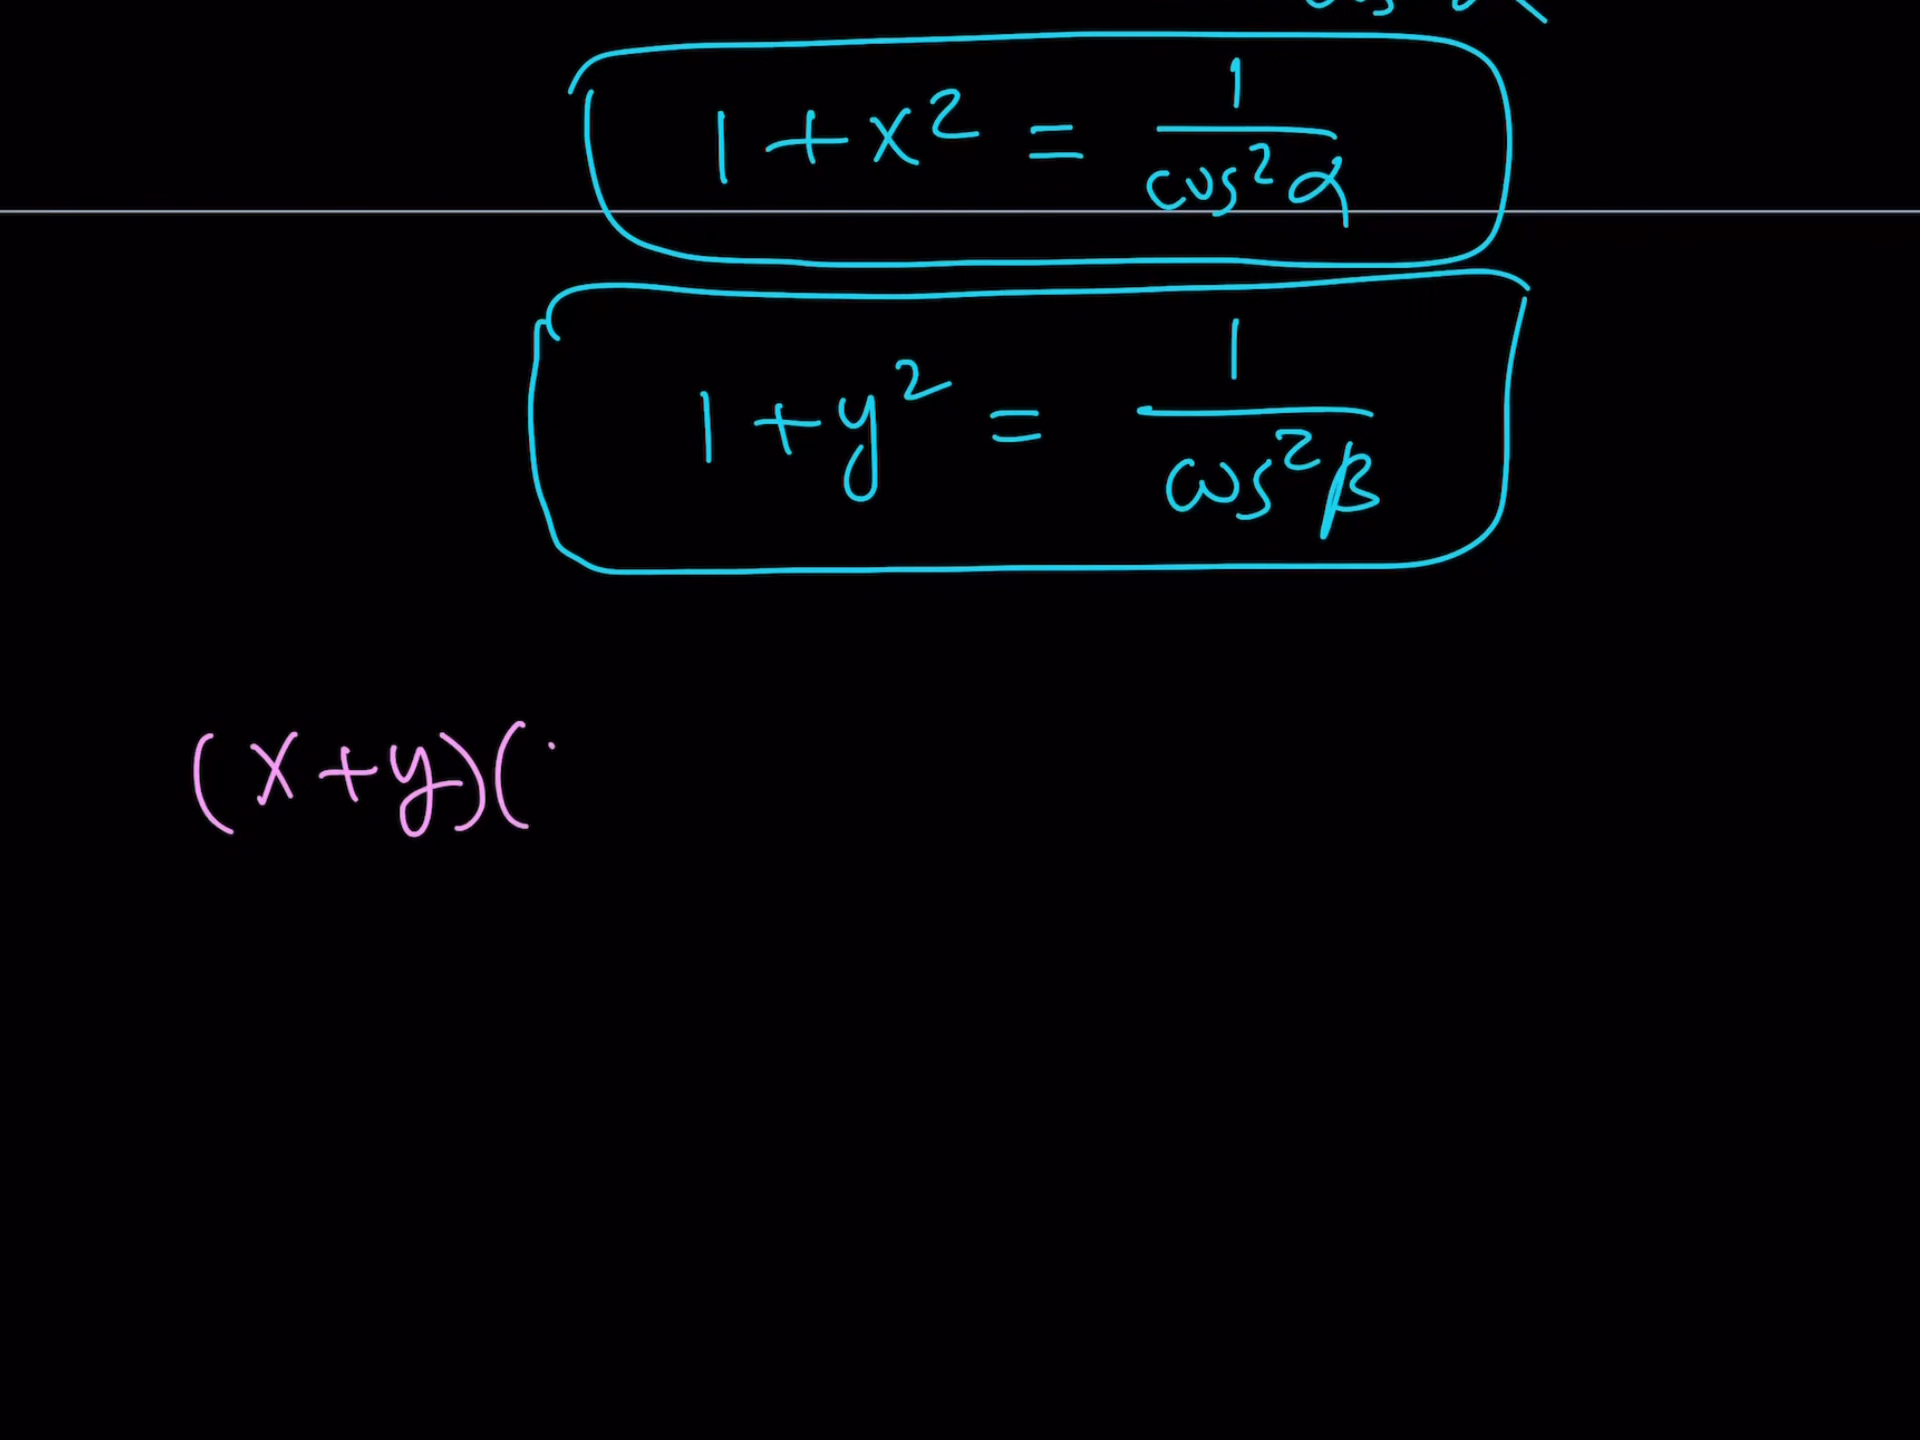 1 + x² = 1/cos²α
1 + y² = 1/cos²β
(x+y)(